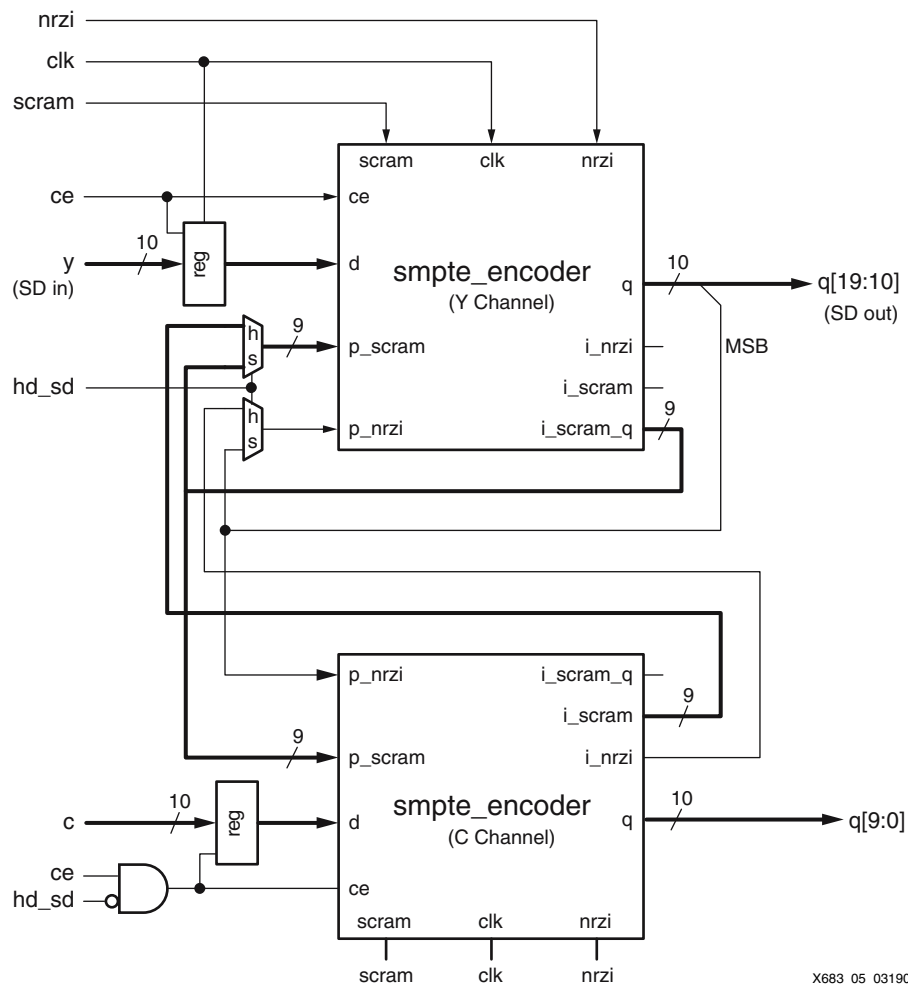 nrzi
clk
scram
scram clk nrzi
ce
ce
10
y
(SD in)
reg
d
smpte_encoder
(Y Channel)
q
10
q[19:10]
(SD out)
h
s
9
p_scram
i_nrzi
MSB
hd_sd
i_scram
h
s
p_nrzi
i_scram_q
9
p_nrzi
i_scram_q
i_scram
9
9
p_scram
i_nrzi
10
c
reg
d
smpte_encoder
(C Channel)
q
10
q[9:0]
ce
hd_sd
ce
scram clk nrzi
scram clk nrzi
X683_05_03190